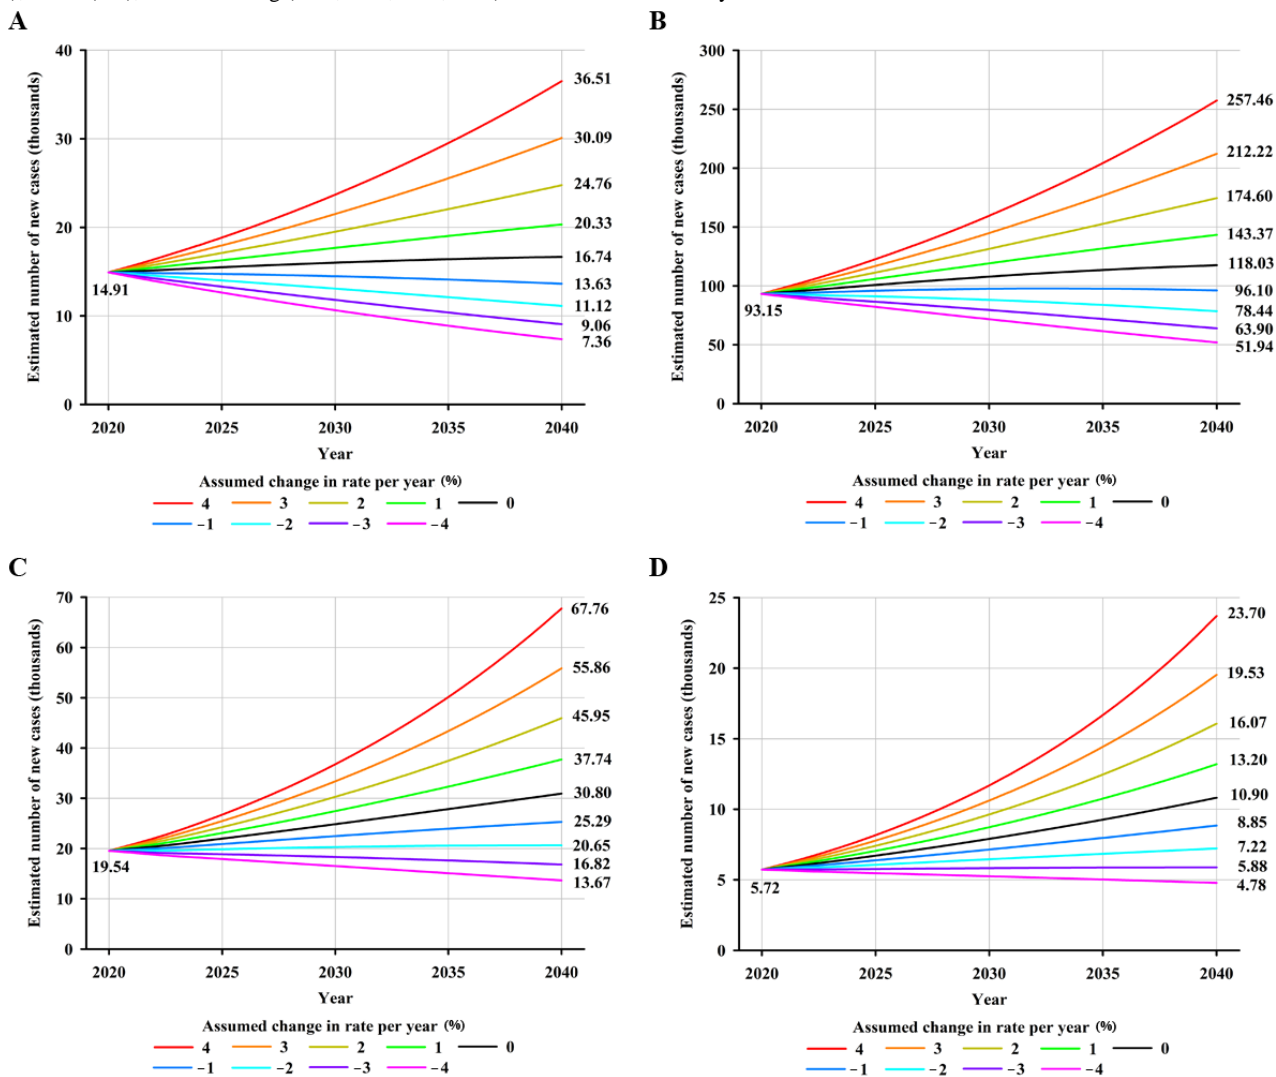 A
Estimated number of new cases (thousands)
40
30
20
10
0
36.51
30.09
24.76
20.33
16.74
13.63
11.12
9.06
7.36
14.91
2020 2025 2030 2035 2040
Year
Assumed change in rate per year (%)
4 3 2 1 0
-1 -2 -3 -4
B
Estimated number of new cases (thousands)
300
250
200
150
100
50
0
257.46
212.22
174.60
143.37
118.03
96.10
78.44
63.90
51.94
93.15
2020 2025 2030 2035 2040
Year
Assumed change in rate per year (%)
4 3 2 1 0
-1 -2 -3 -4
C
Estimated number of new cases (thousands)
70
60
50
40
30
20
10
0
67.76
55.86
45.95
37.74
30.80
25.29
20.65
16.82
13.67
19.54
2020 2025 2030 2035 2040
Year
Assumed change in rate per year (%)
4 3 2 1 0
-1 -2 -3 -4
D
Estimated number of new cases (thousands)
25
20
15
10
5
0
23.70
19.53
16.07
13.20
10.90
8.85
7.22
5.88
4.78
5.72
2020 2025 2030 2035 2040
Year
Assumed change in rate per year (%)
4 3 2 1 0
-1 -2 -3 -4